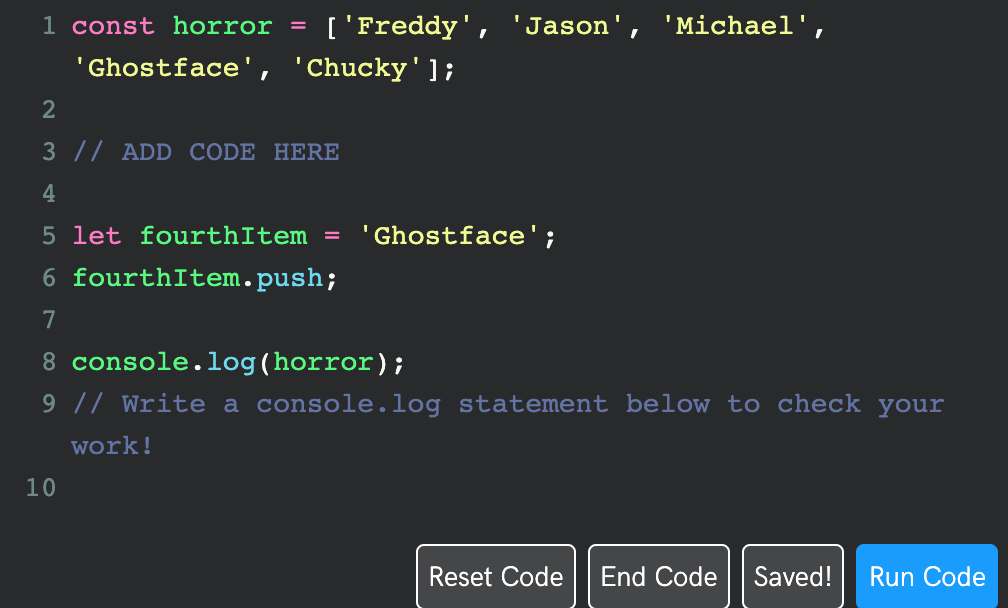 1 const horror = ['Freddy', 'Jason', 'Michael',
'Ghostface', 'Chucky'];
2
3 // ADD CODE HERE
4
5 let fourthItem = 'Ghostface';
6 fourthItem.push;
7
8 console.log(horror);
9 // Write a console.log statement below to check your
work!
10
Reset Code End Code Saved! Run Code